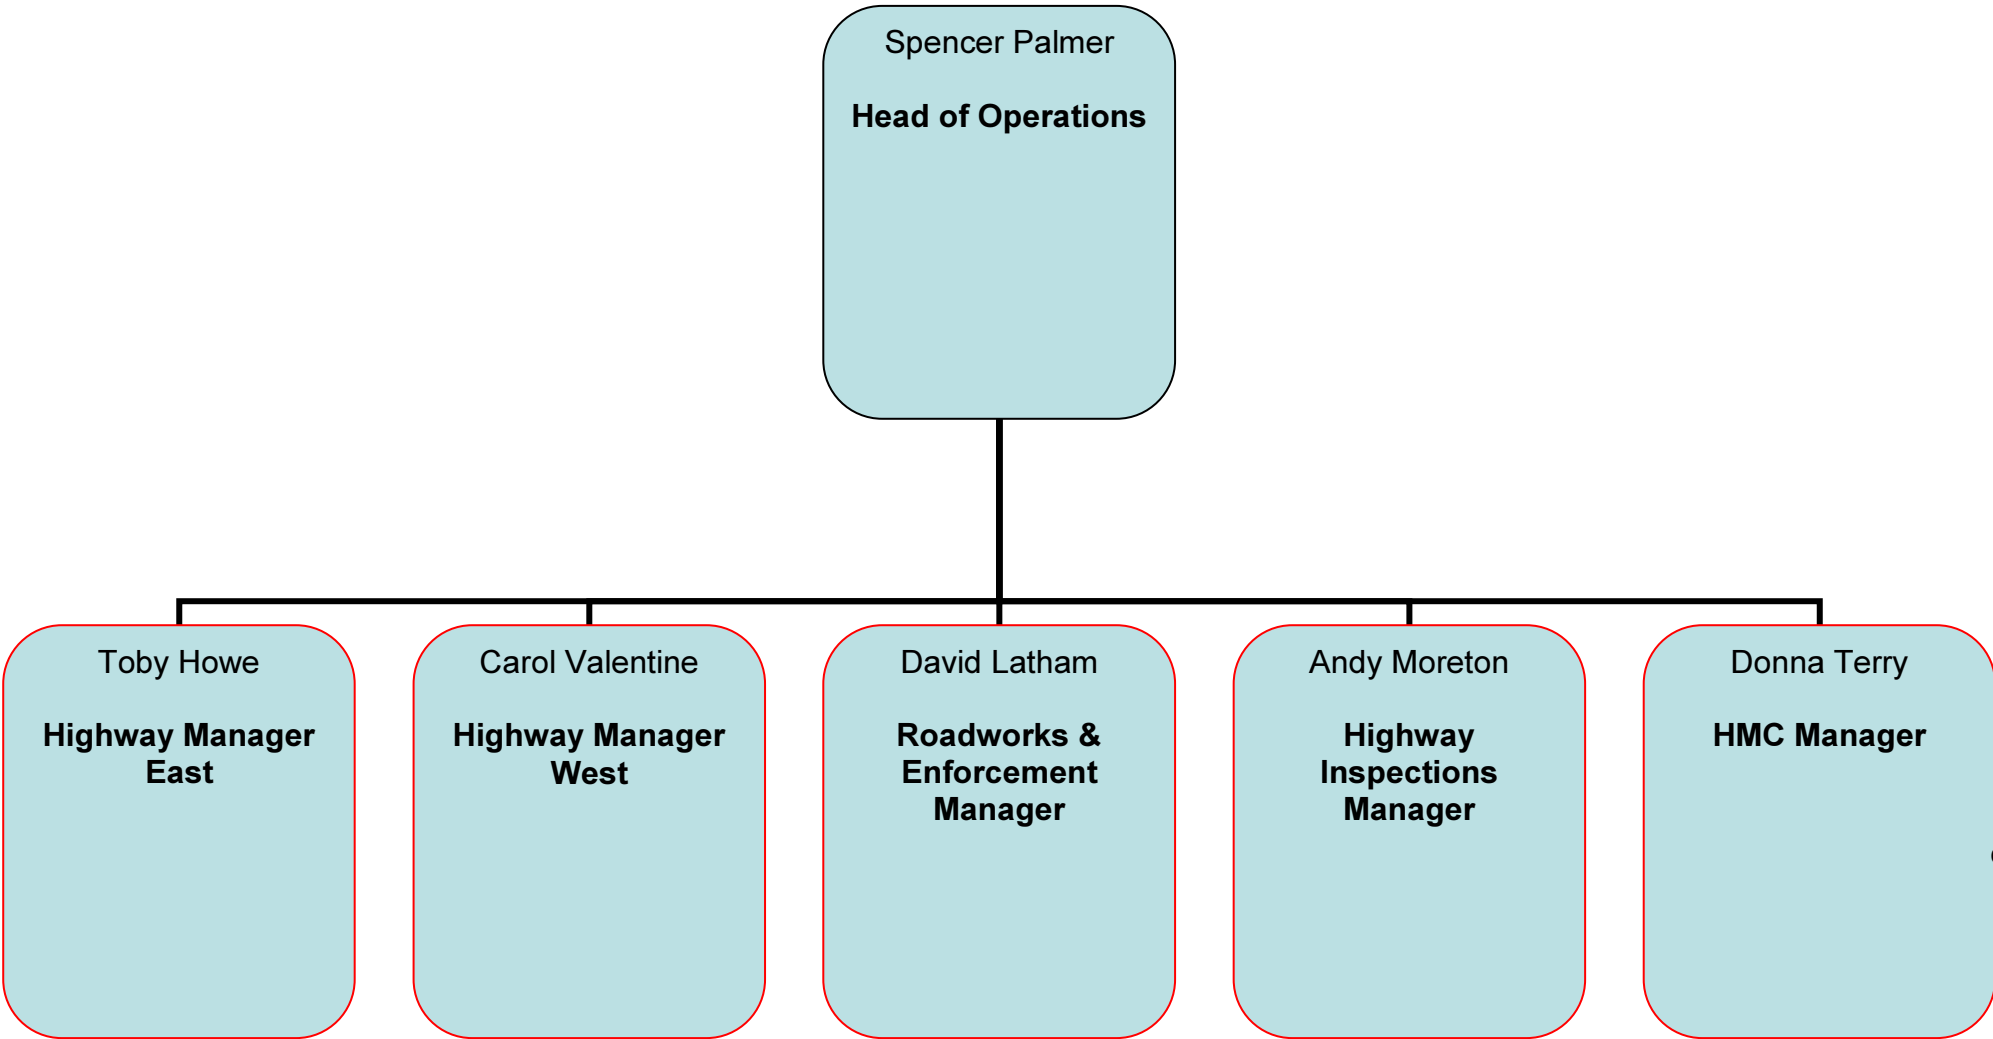 Spencer Palmer
Head of Operations
Toby Howe
Highway Manager
East
Carol Valentine
Highway Manager
West
David Latham
Roadworks &
Enforcement
Manager
Andy Moreton
Highway
Inspections
Manager
Donna Terry
HMC Manager